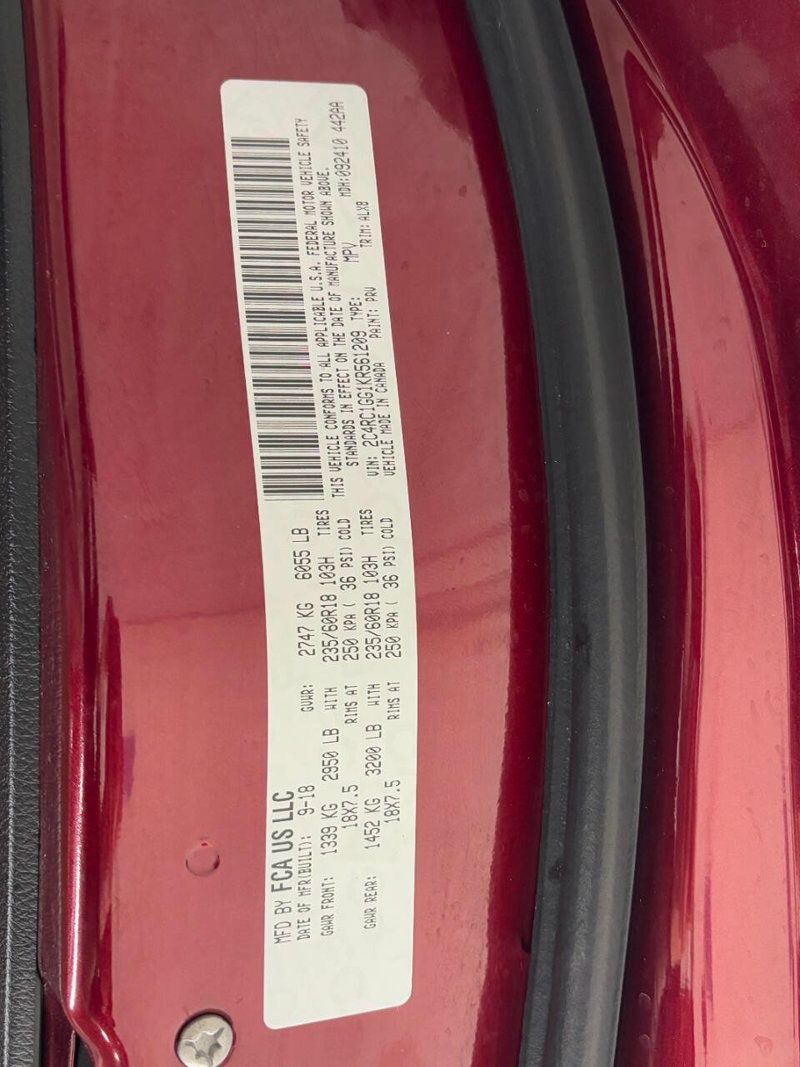 MFD BY FCA US LLC
DATE OF MFR(BUILT): 9-18 GVWR: 2747 KG 6055 LB
GAWR FRONT: 1339 KG 2950 LB WITH 235/60R18 103H TIRES
18X7.5 RIMS AT 250 KPA ( 36 PSI) COLD
GAWR REAR: 1452 KG 3200 LB WITH 235/60R18 103H TIRES
18X7.5 RIMS AT 250 KPA ( 36 PSI) COLD
THIS VEHICLE CONFORMS TO ALL APPLICABLE U.S.A. FEDERAL MOTOR VEHICLE SAFETY
STANDARDS IN EFFECT ON THE DATE OF MANUFACTURE SHOWN ABOVE.
VIN: 2C4RC1GG1KR561209 TYPE: MPV MDH:092410 442AA
VEHICLE MADE IN CANADA PAINT: PRV TRIM: ALX8